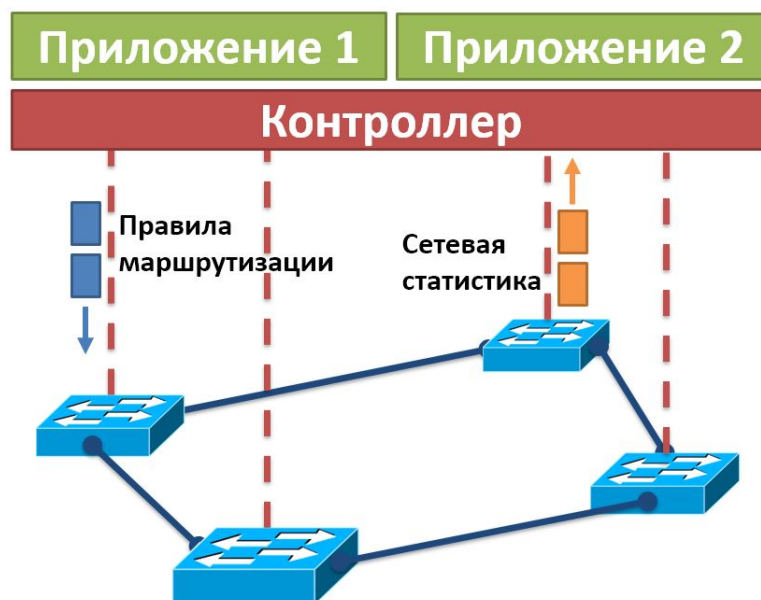 Приложение 1
Приложение 2
Контроллер
Правила
маршрутизации
Сетевая
статистика